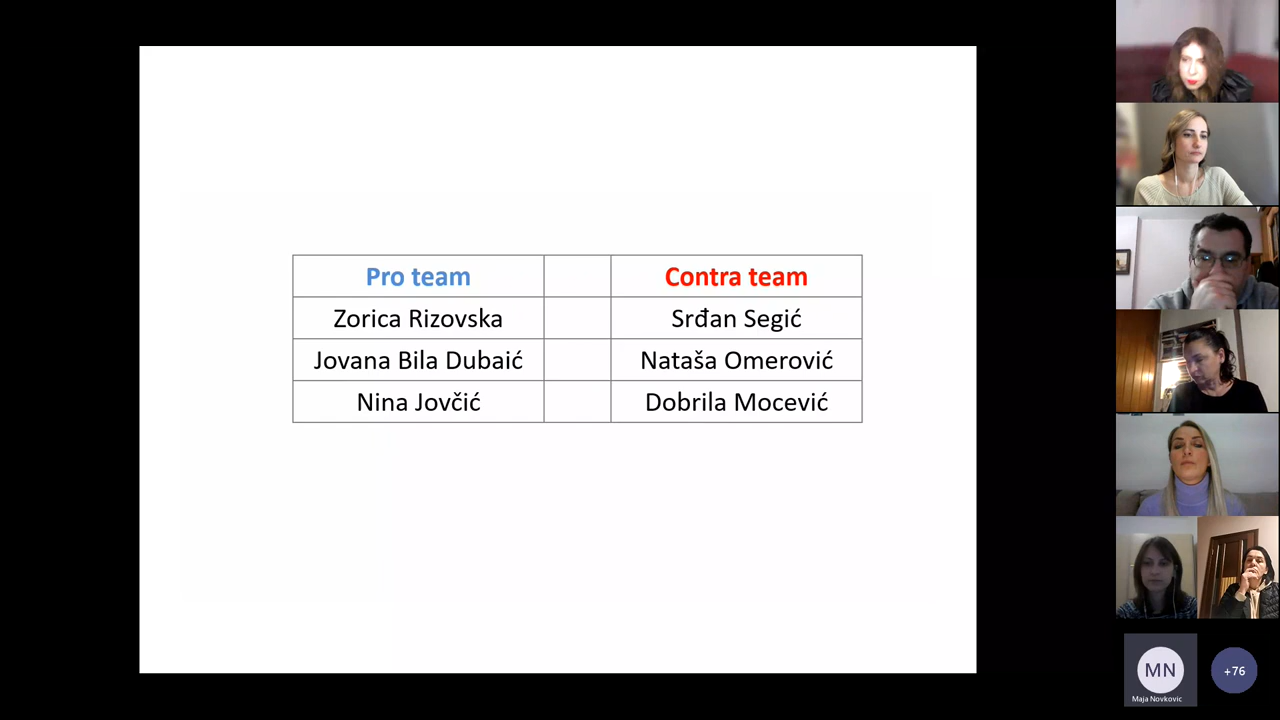 Pro team Contra team
Zorica Rizovska Srđan Segić
Jovana Bila Dubaić Nataša Omerović
Nina Jovčić Dobrila Mocević
MN +76
Maja Novkovic